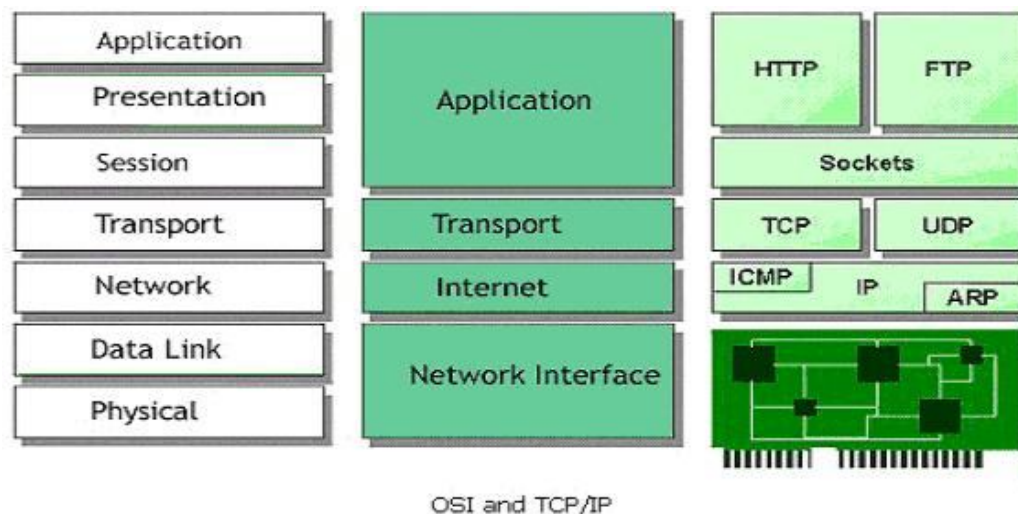 Application
Presentation
Session
Transport
Network
Data Link
Physical
Application
Transport
Internet
Network Interface
HTTP FTP
Sockets
TCP UDP
ICMP IP ARP
OSI and TCP/IP